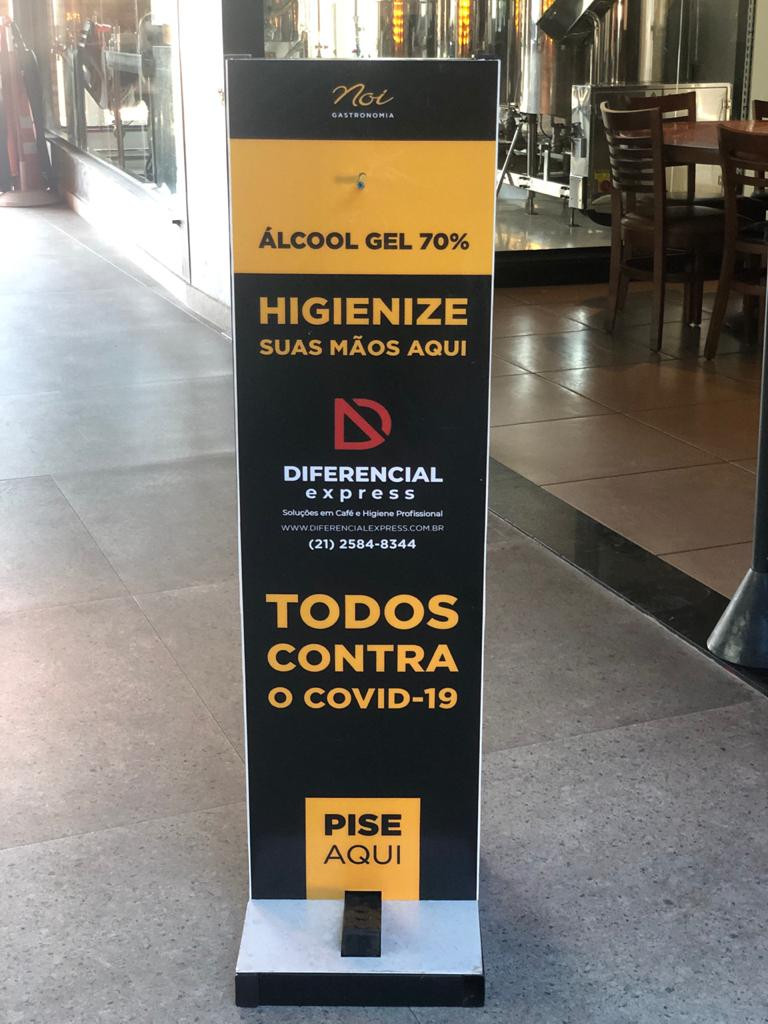 Noi
GASTRONOMIA
ÁLCOOL GEL 70%
HIGIENIZE
SUAS MÃOS AQUI
DIFERENCIAL
express
Soluções em Café e Higiene Profissional
WWW.DIFERENCIALEXPRESS.COM.BR
(21) 2584-8344
TODOS
CONTRA
O COVID-19
PISE
AQUI